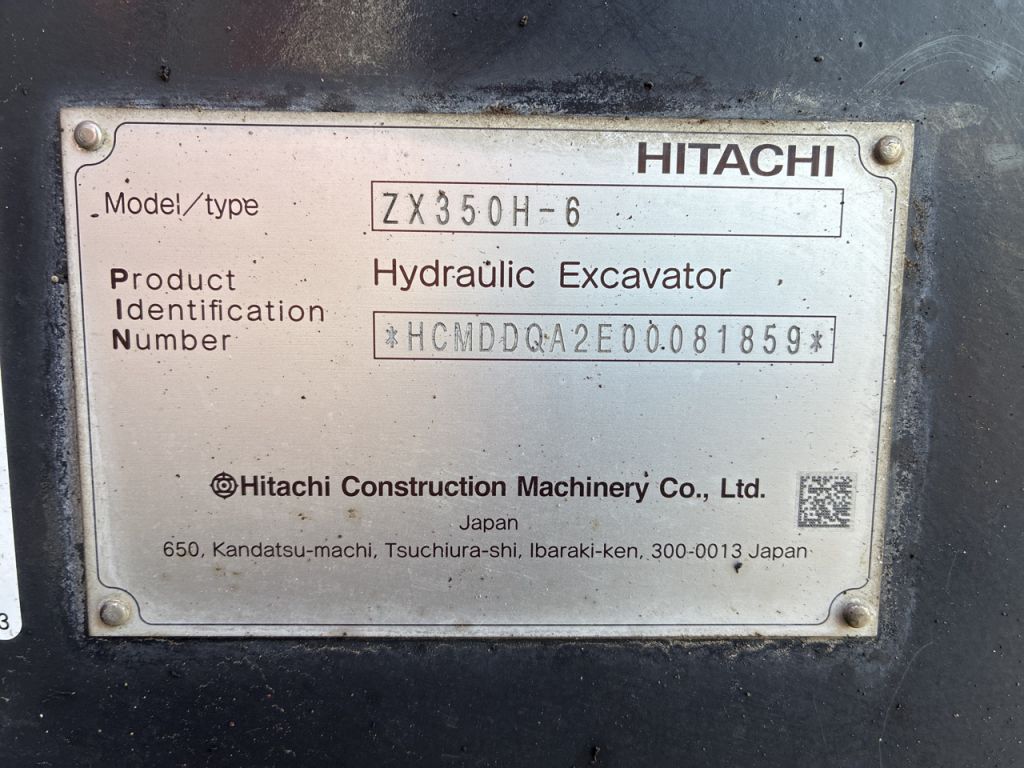 HITACHI
Model/type ZX350H-6
Product Hydraulic Excavator
Identification
Number *HCMDDQA2E00081859*
Hitachi Construction Machinery Co., Ltd.
Japan
650, Kandatsu-machi, Tsuchiura-shi, Ibaraki-ken, 300-0013 Japan
3